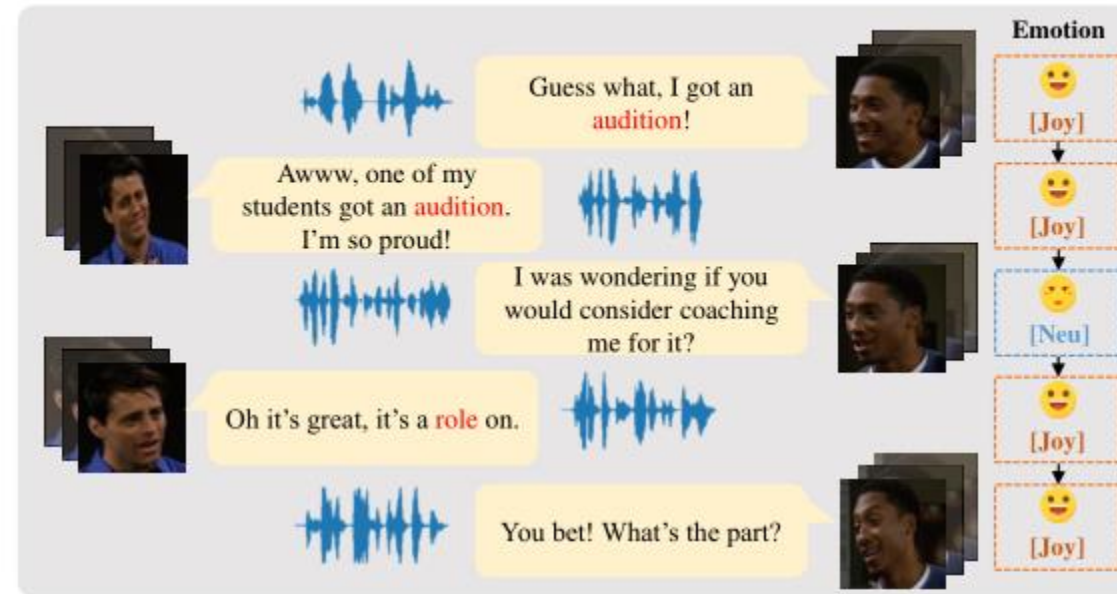 Emotion
Guess what, I got an
audition!
[Joy]
Awww, one of my
students got an audition.
I'm so proud!
[Joy]
I was wondering if you
would consider coaching
me for it?
[Neu]
Oh it's great, it's a role on.
[Joy]
You bet! What's the part?
[Joy]